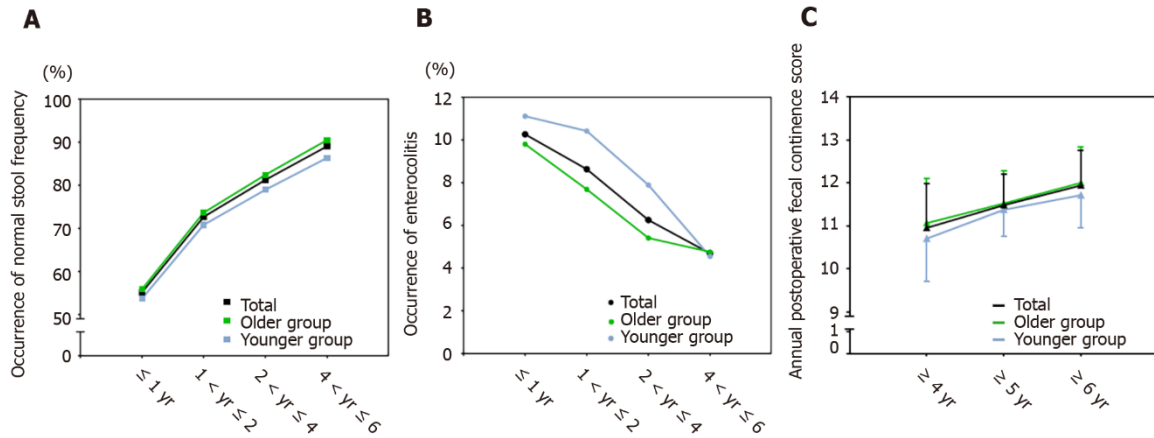 A
(%)
Occurrence of normal stool frequency
100
90
80
70
60
50
0
Total
Older group
Younger group
≤ 1 yr
1 < yr ≤ 2
2 < yr ≤ 4
4 < yr ≤ 6
B
(%)
Occurrence of enterocolitis
12
10
8
6
4
2
0
Total
Older group
Younger group
≤ 1 yr
1 < yr ≤ 2
2 < yr ≤ 4
4 < yr ≤ 6
C
Annual postoperative fecal continence score
14
13
12
11
10
9
1
0
Total
Older group
Younger group
≥ 4 yr
≥ 5 yr
≥ 6 yr